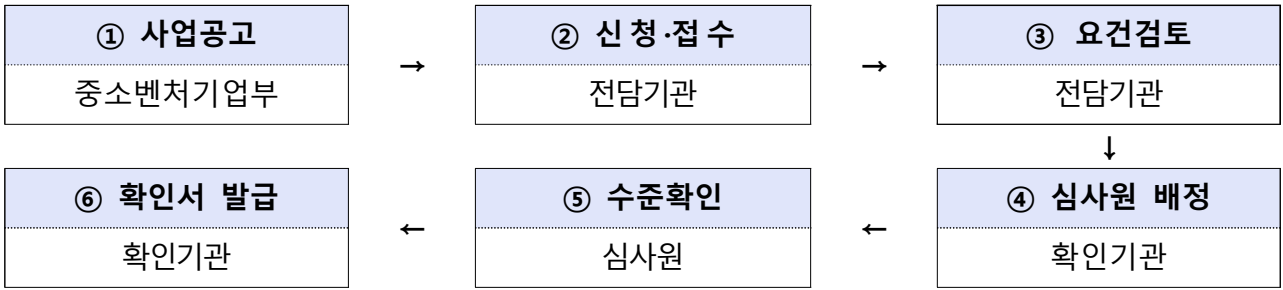 ① 사업공고
중소벤처기업부
→
② 신청·접수
전담기관
→
③ 요건검토
전담기관
↓
④ 심사원 배정
확인기관
←
⑤ 수준확인
심사원
←
⑥ 확인서 발급
확인기관